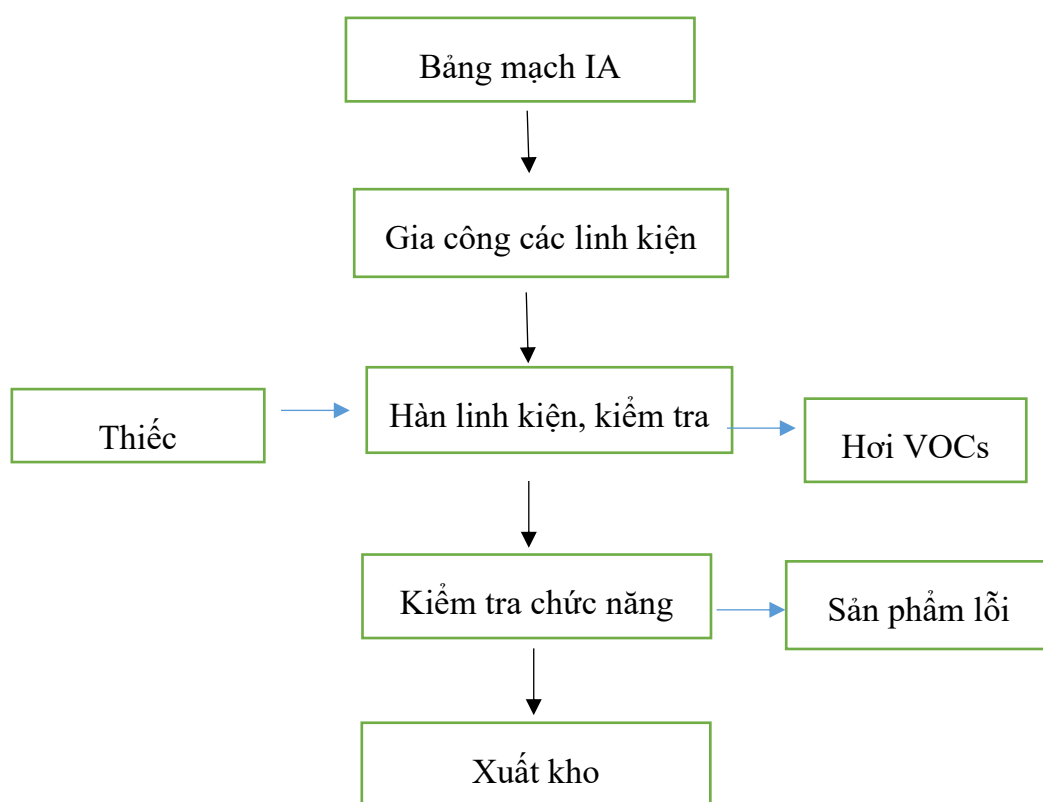 Bảng mạch IA
Gia công các linh kiện
Thiếc
Hàn linh kiện, kiểm tra
Hơi VOCs
Kiểm tra chức năng
Sản phẩm lỗi
Xuất kho